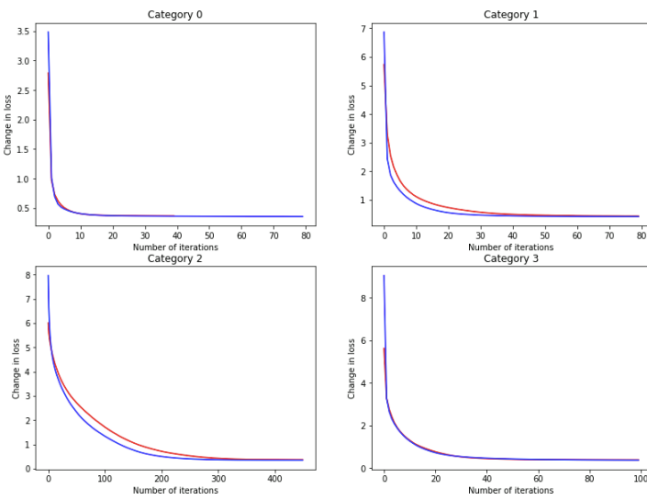 Category 0
Change in loss
3.5
3.0
2.5
2.0
1.5
1.0
0.5
0 10 20 30 40 50 60 70 80
Number of iterations
Category 1
Change in loss
7
6
5
4
3
2
1
0 10 20 30 40 50 60 70 80
Number of iterations
Category 2
Change in loss
8
7
6
5
4
3
2
1
0
0 100 200 300 400
Number of iterations
Category 3
Change in loss
8
6
4
2
0
0 20 40 60 80 100
Number of iterations